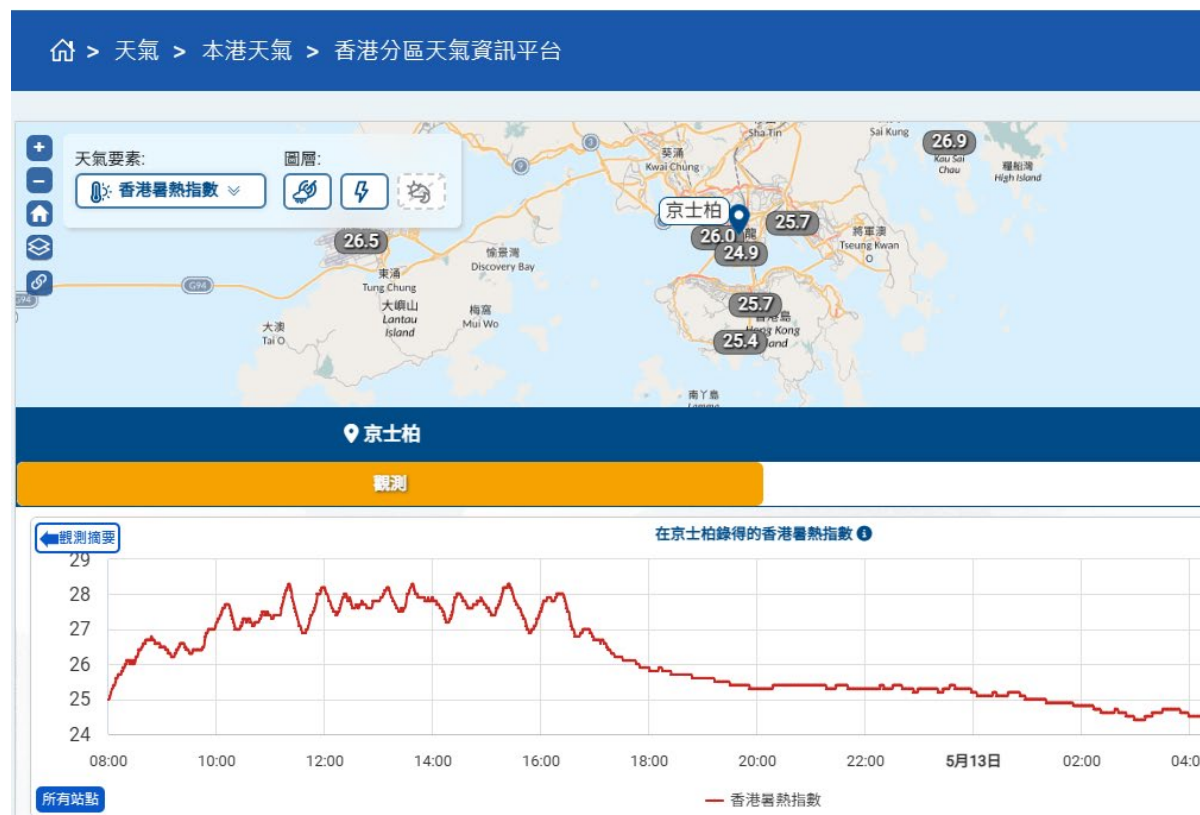 > 天氣 > 本港天氣 > 香港分區天氣資訊平台
天氣要素:
圖層:
香港暑熱指數
葵涌
Kwai Chung
Sha Tin
Sai Kung
26.9
Kau Sai
Chau
糧船灣
High Island
京士柏
25.7
26.0
龍
24.9
將軍澳
Tseung Kwan
O
26.5
愉景灣
Discovery Bay
東涌
Tung Chung
G94
大嶼山
Lantau
Island
梅窩
Mui Wo
大澳
Tai O
25.7
Hong Kong
25.4
南丫島
京士柏
觀測
觀測摘要
在京士柏錄得的香港暑熱指數
29
28
27
26
25
24
08:00 10:00 12:00 14:00 16:00 18:00 20:00 22:00 5月13日 02:00 04:0
所有站點
香港暑熱指數